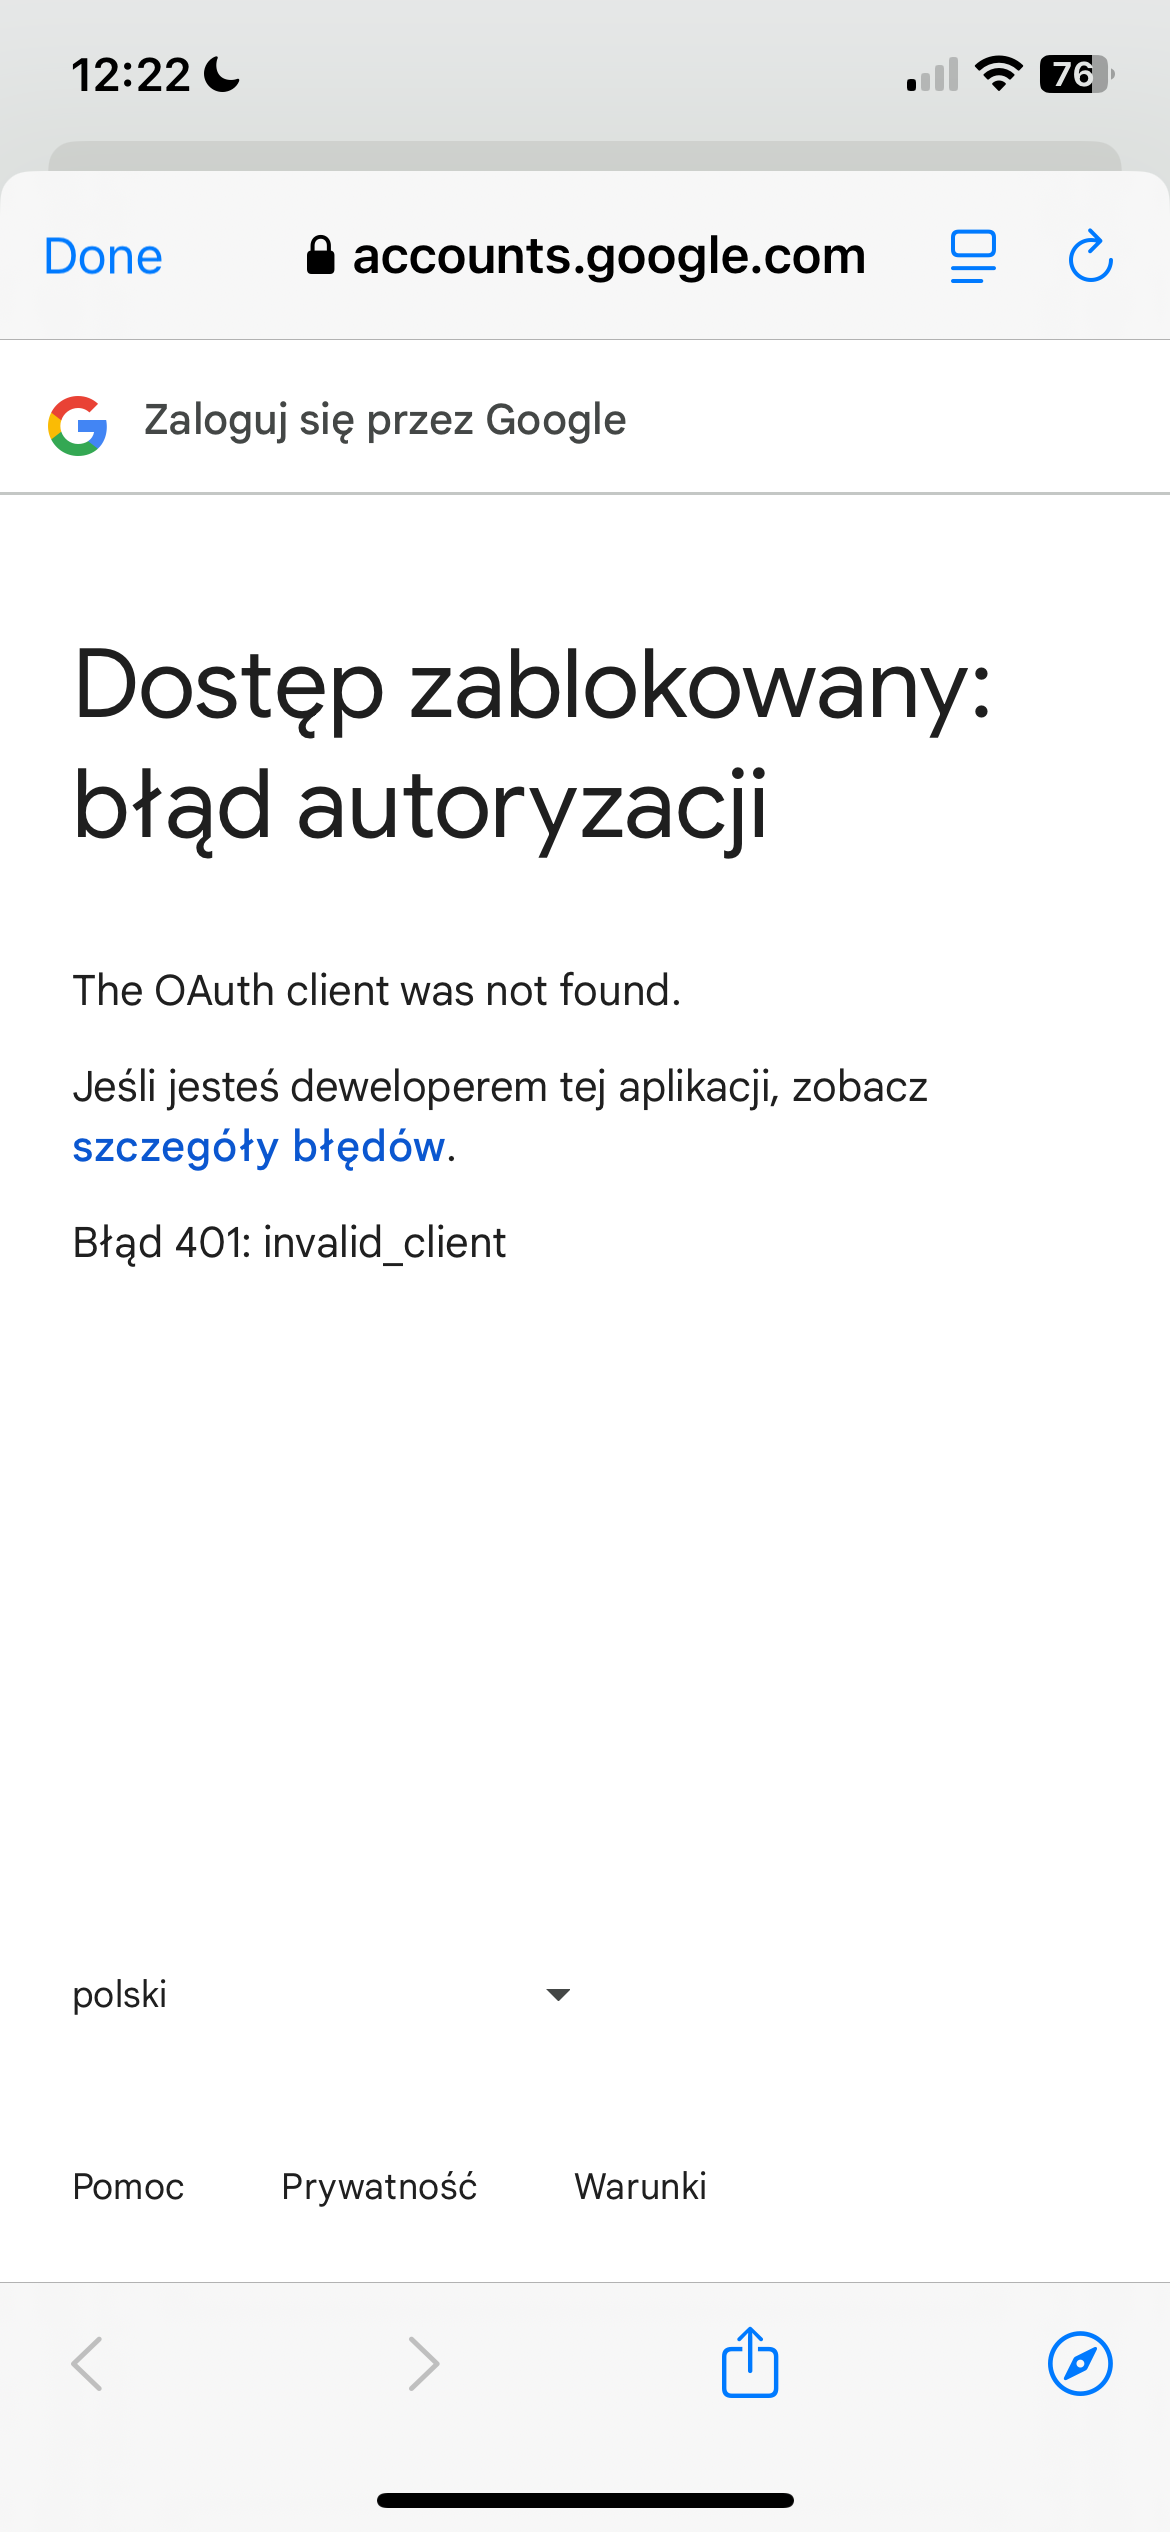 12:22
76
Done
accounts.google.com
Zaloguj się przez Google
Dostęp zablokowany:
błąd autoryzacji
The OAuth client was not found.
Jeśli jesteś deweloperem tej aplikacji, zobacz
szczegóły błędów.
Błąd 401: invalid_client
polski
Pomoc
Prywatność
Warunki